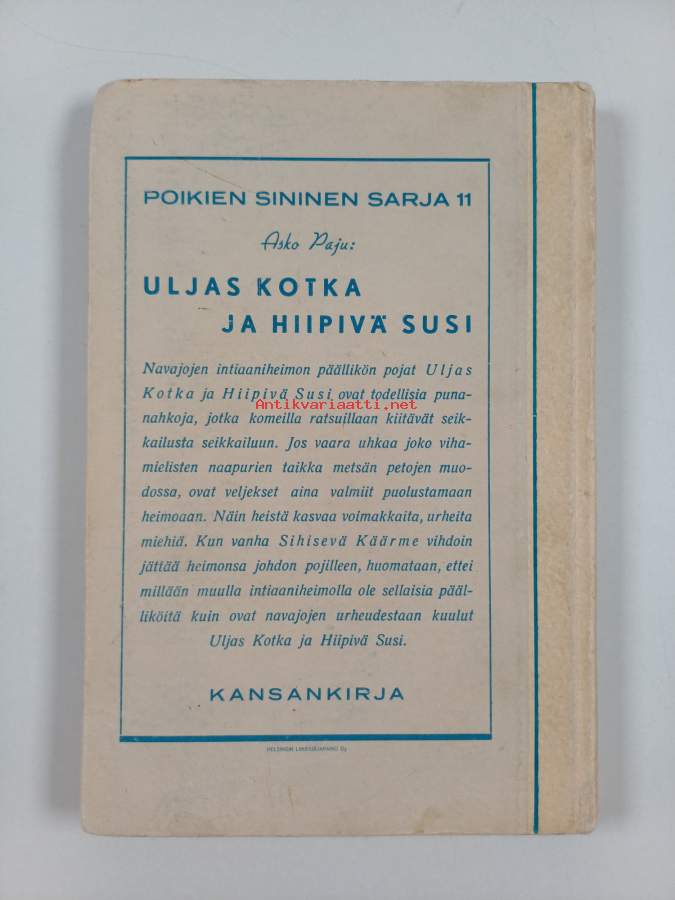 POIKIEN SININEN SARJA 11
Asko Paju:
ULJAS KOTKA
JA HIIPIVÄ SUSI
Navajojen intiaaniheimon päällikön pojat Uljas
Kotka ja Hiipivä Susi ovat todellisia puna-
Antikvariaatti.net
nahkoja, jotka komeilla ratsuillaan kiitävät seik-
kailusta seikkailuun. Jos vaara uhkaa joko viha-
mielisten naapurien taikka metsän petojen muo-
dossa, ovat veljekset aina valmiit puolustamaan
heimoaan. Näin heistä kasvaa voimakkaita, urheita
miehiä. Kun vanha Sihisevä Käärme vihdoin
jättää heimonsa johdon pojilleen, huomataan, ettei
millään muulla intiaaniheimolla ole sellaisia pääl-
liköitä kuin ovat navajojen urheudestaan kuulut
Uljas Kotka ja Hiipivä Susi.
KANSANKIRJA
HELSINGIN LIIKEKIRJAPAINO Oy